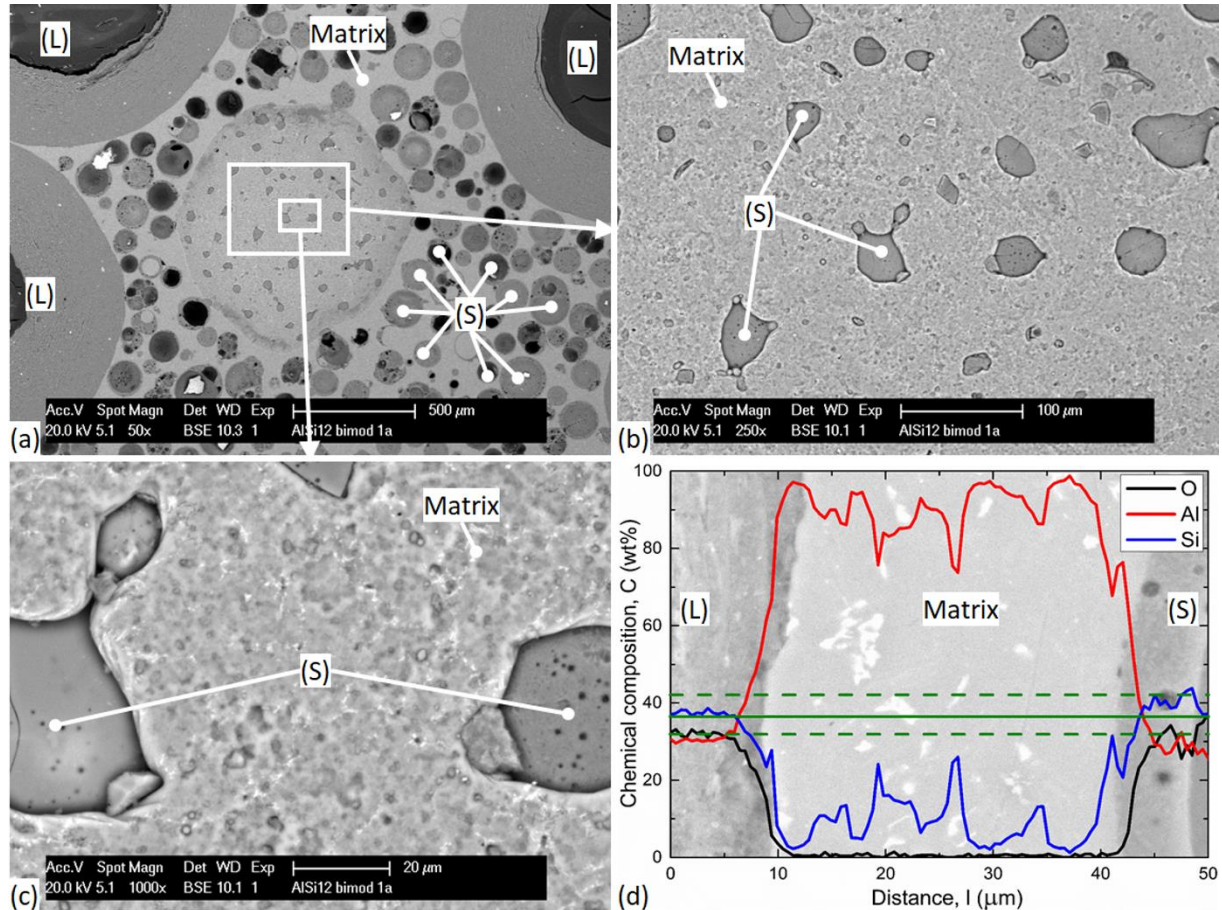 (L)
Matrix
(L)
(L)
(S)
Acc.V Spot Magn Det WD Exp 500 µm
20.0 kV 5.1 50x BSE 10.3 1 AlSi12 bimod 1a
(a)
Matrix
(S)
Acc.V Spot Magn Det WD Exp 100 µm
20.0 kV 5.1 250x BSE 10.1 1 AlSi12 bimod 1a
(b)
Matrix
(S)
Acc.V Spot Magn Det WD Exp 20 µm
20.0 kV 5.1 1000x BSE 10.1 1 AlSi12 bimod 1a
(c)
Chemical composition, C (wt%)
100
80
60
40
20
0
O
Al
Si
(L)
Matrix
(S)
0 10 20 30 40 50
Distance, l (µm)
(d)